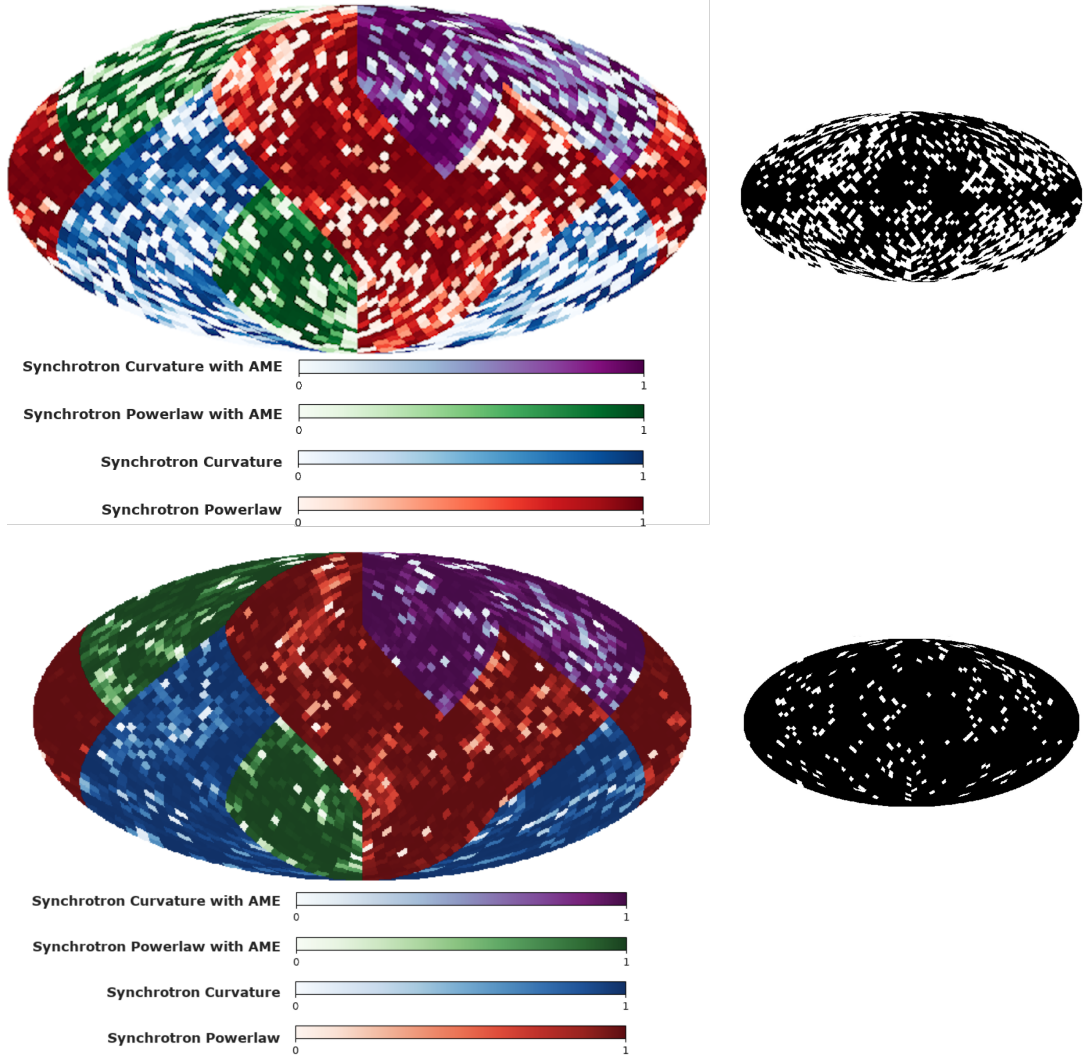 Synchrotron Curvature with AME
0 1
Synchrotron Powerlaw with AME
0 1
Synchrotron Curvature
0 1
Synchrotron Powerlaw
0 1
Synchrotron Curvature with AME
0 1
Synchrotron Powerlaw with AME
0 1
Synchrotron Curvature
0 1
Synchrotron Powerlaw
0 1